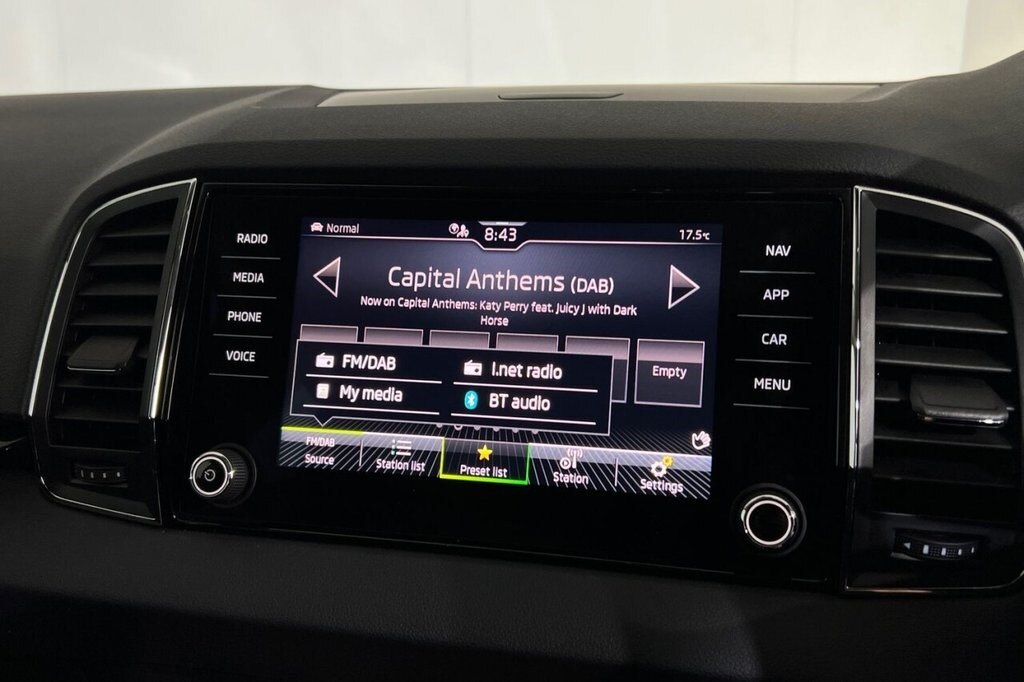 RADIO
MEDIA
PHONE
VOICE
Normal
8:43
17.5°C
Capital Anthems (DAB)
Now on Capital Anthems: Katy Perry feat. Juicy J with Dark
Horse
Empty
FM/DAB
I.net radio
My media
BT audio
FM/DAB
Source
Station list
Preset list
Station
Settings
NAV
APP
CAR
MENU